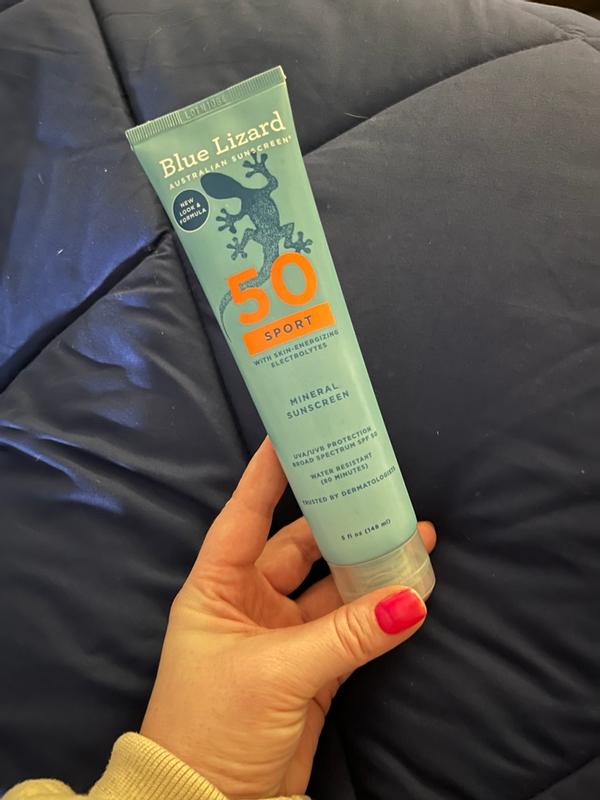 Blue Lizard
AUSTRALIAN SUNSCREEN®
NEW
LOOK &
FORMULA
50
SPORT
WITH SKIN-ENERGIZING
ELECTROLYTES
MINERAL
SUNSCREEN
UVA/UVB PROTECTION
BROAD SPECTRUM SPF 50
WATER RESISTANT
(80 MINUTES)
TRUSTED BY DERMATOLOGISTS
5 fl oz (148 ml)